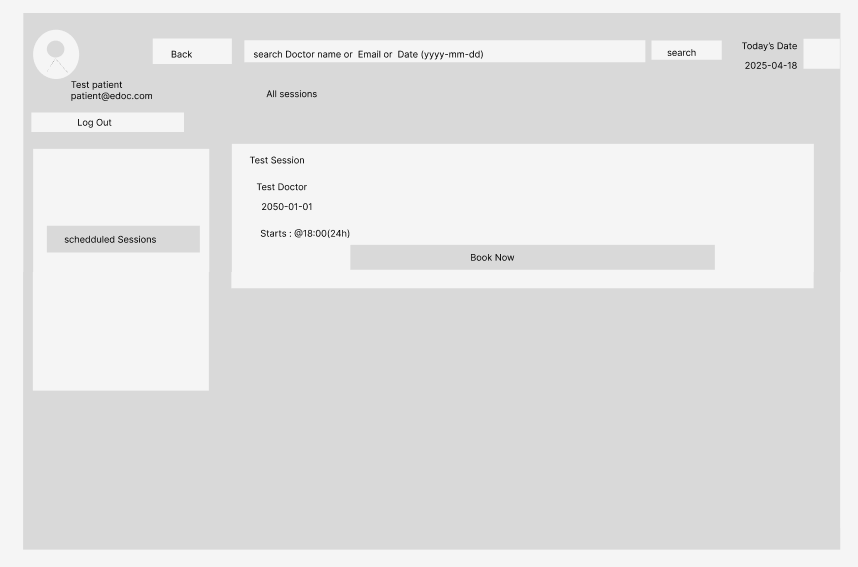 Back
search Doctor name or Email or Date (yyyy-mm-dd)
search
Today's Date
2025-04-18
Test patient
patient@edoc.com
All sessions
Log Out
Test Session
Test Doctor
2050-01-01
Starts : @18:00(24h)
Book Now
schedduled Sessions